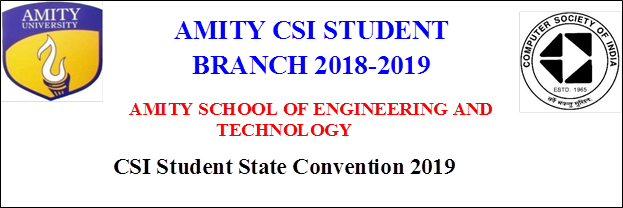 AMITY
UNIVERSITY
AMITY CSI STUDENT
BRANCH 2018-2019
AMITY SCHOOL OF ENGINEERING AND
TECHNOLOGY
CSI Student State Convention 2019
COMPUTER SOCIETY OF INDIA
ESTD. 1965